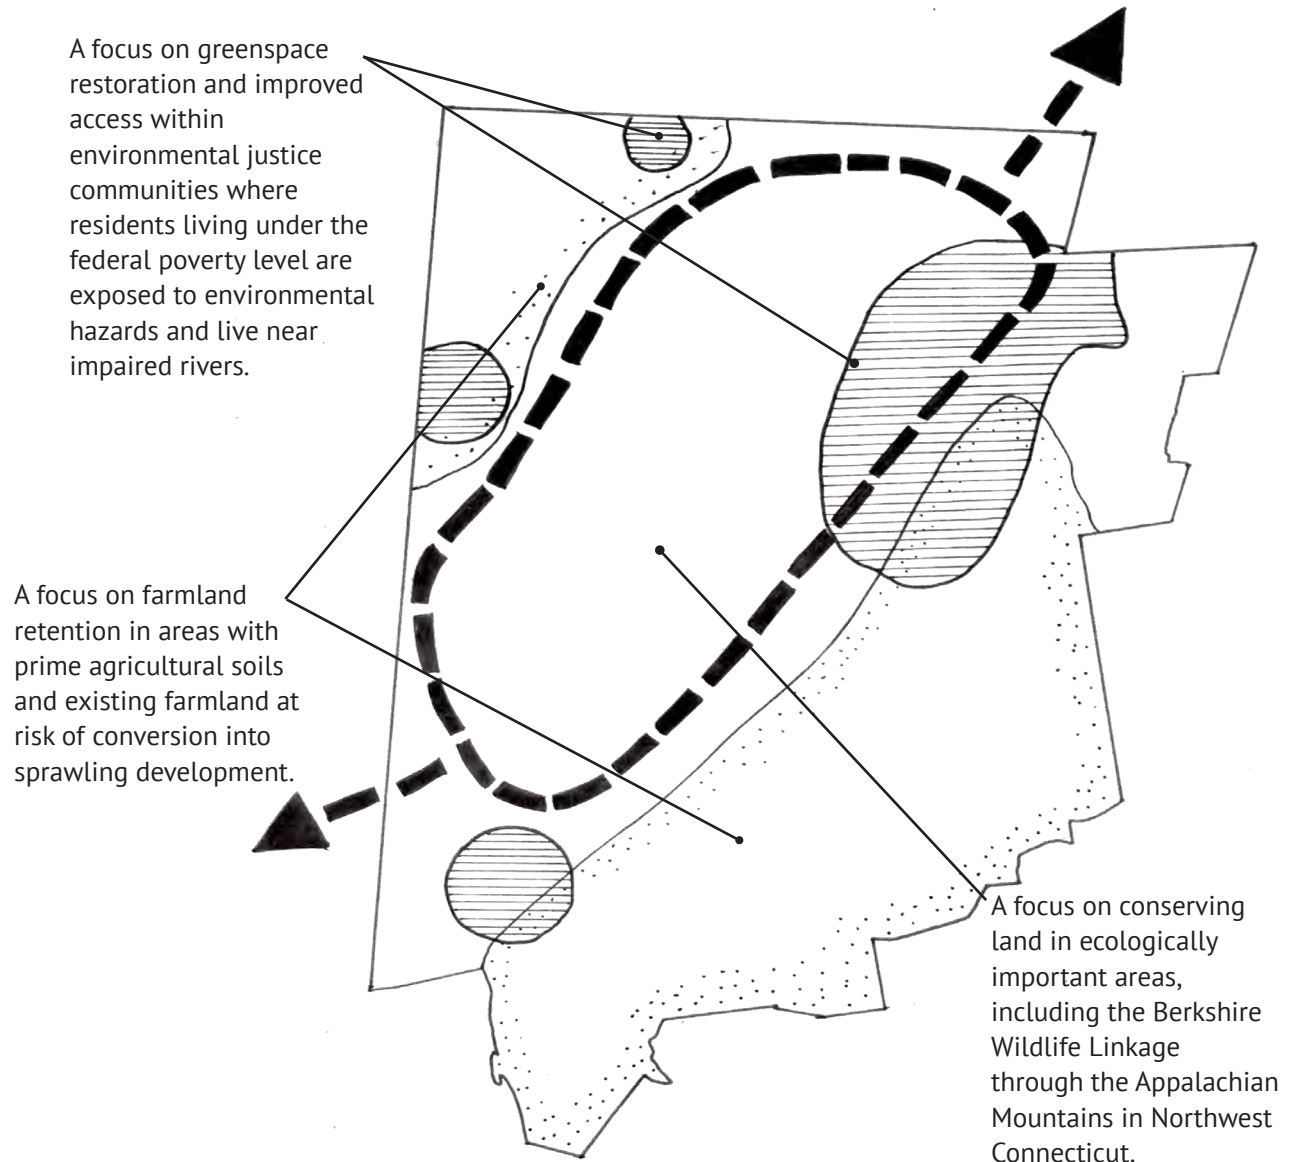 A focus on greenspace
restoration and improved
access within
environmental justice
communities where
residents living under the
federal poverty level are
exposed to environmental
hazards and live near
impaired rivers.
A focus on farmland
retention in areas with
prime agricultural soils
and existing farmland at
risk of conversion into
sprawling development.
A focus on conserving
land in ecologically
important areas,
including the Berkshire
Wildlife Linkage
through the Appalachian
Mountains in Northwest
Connecticut.